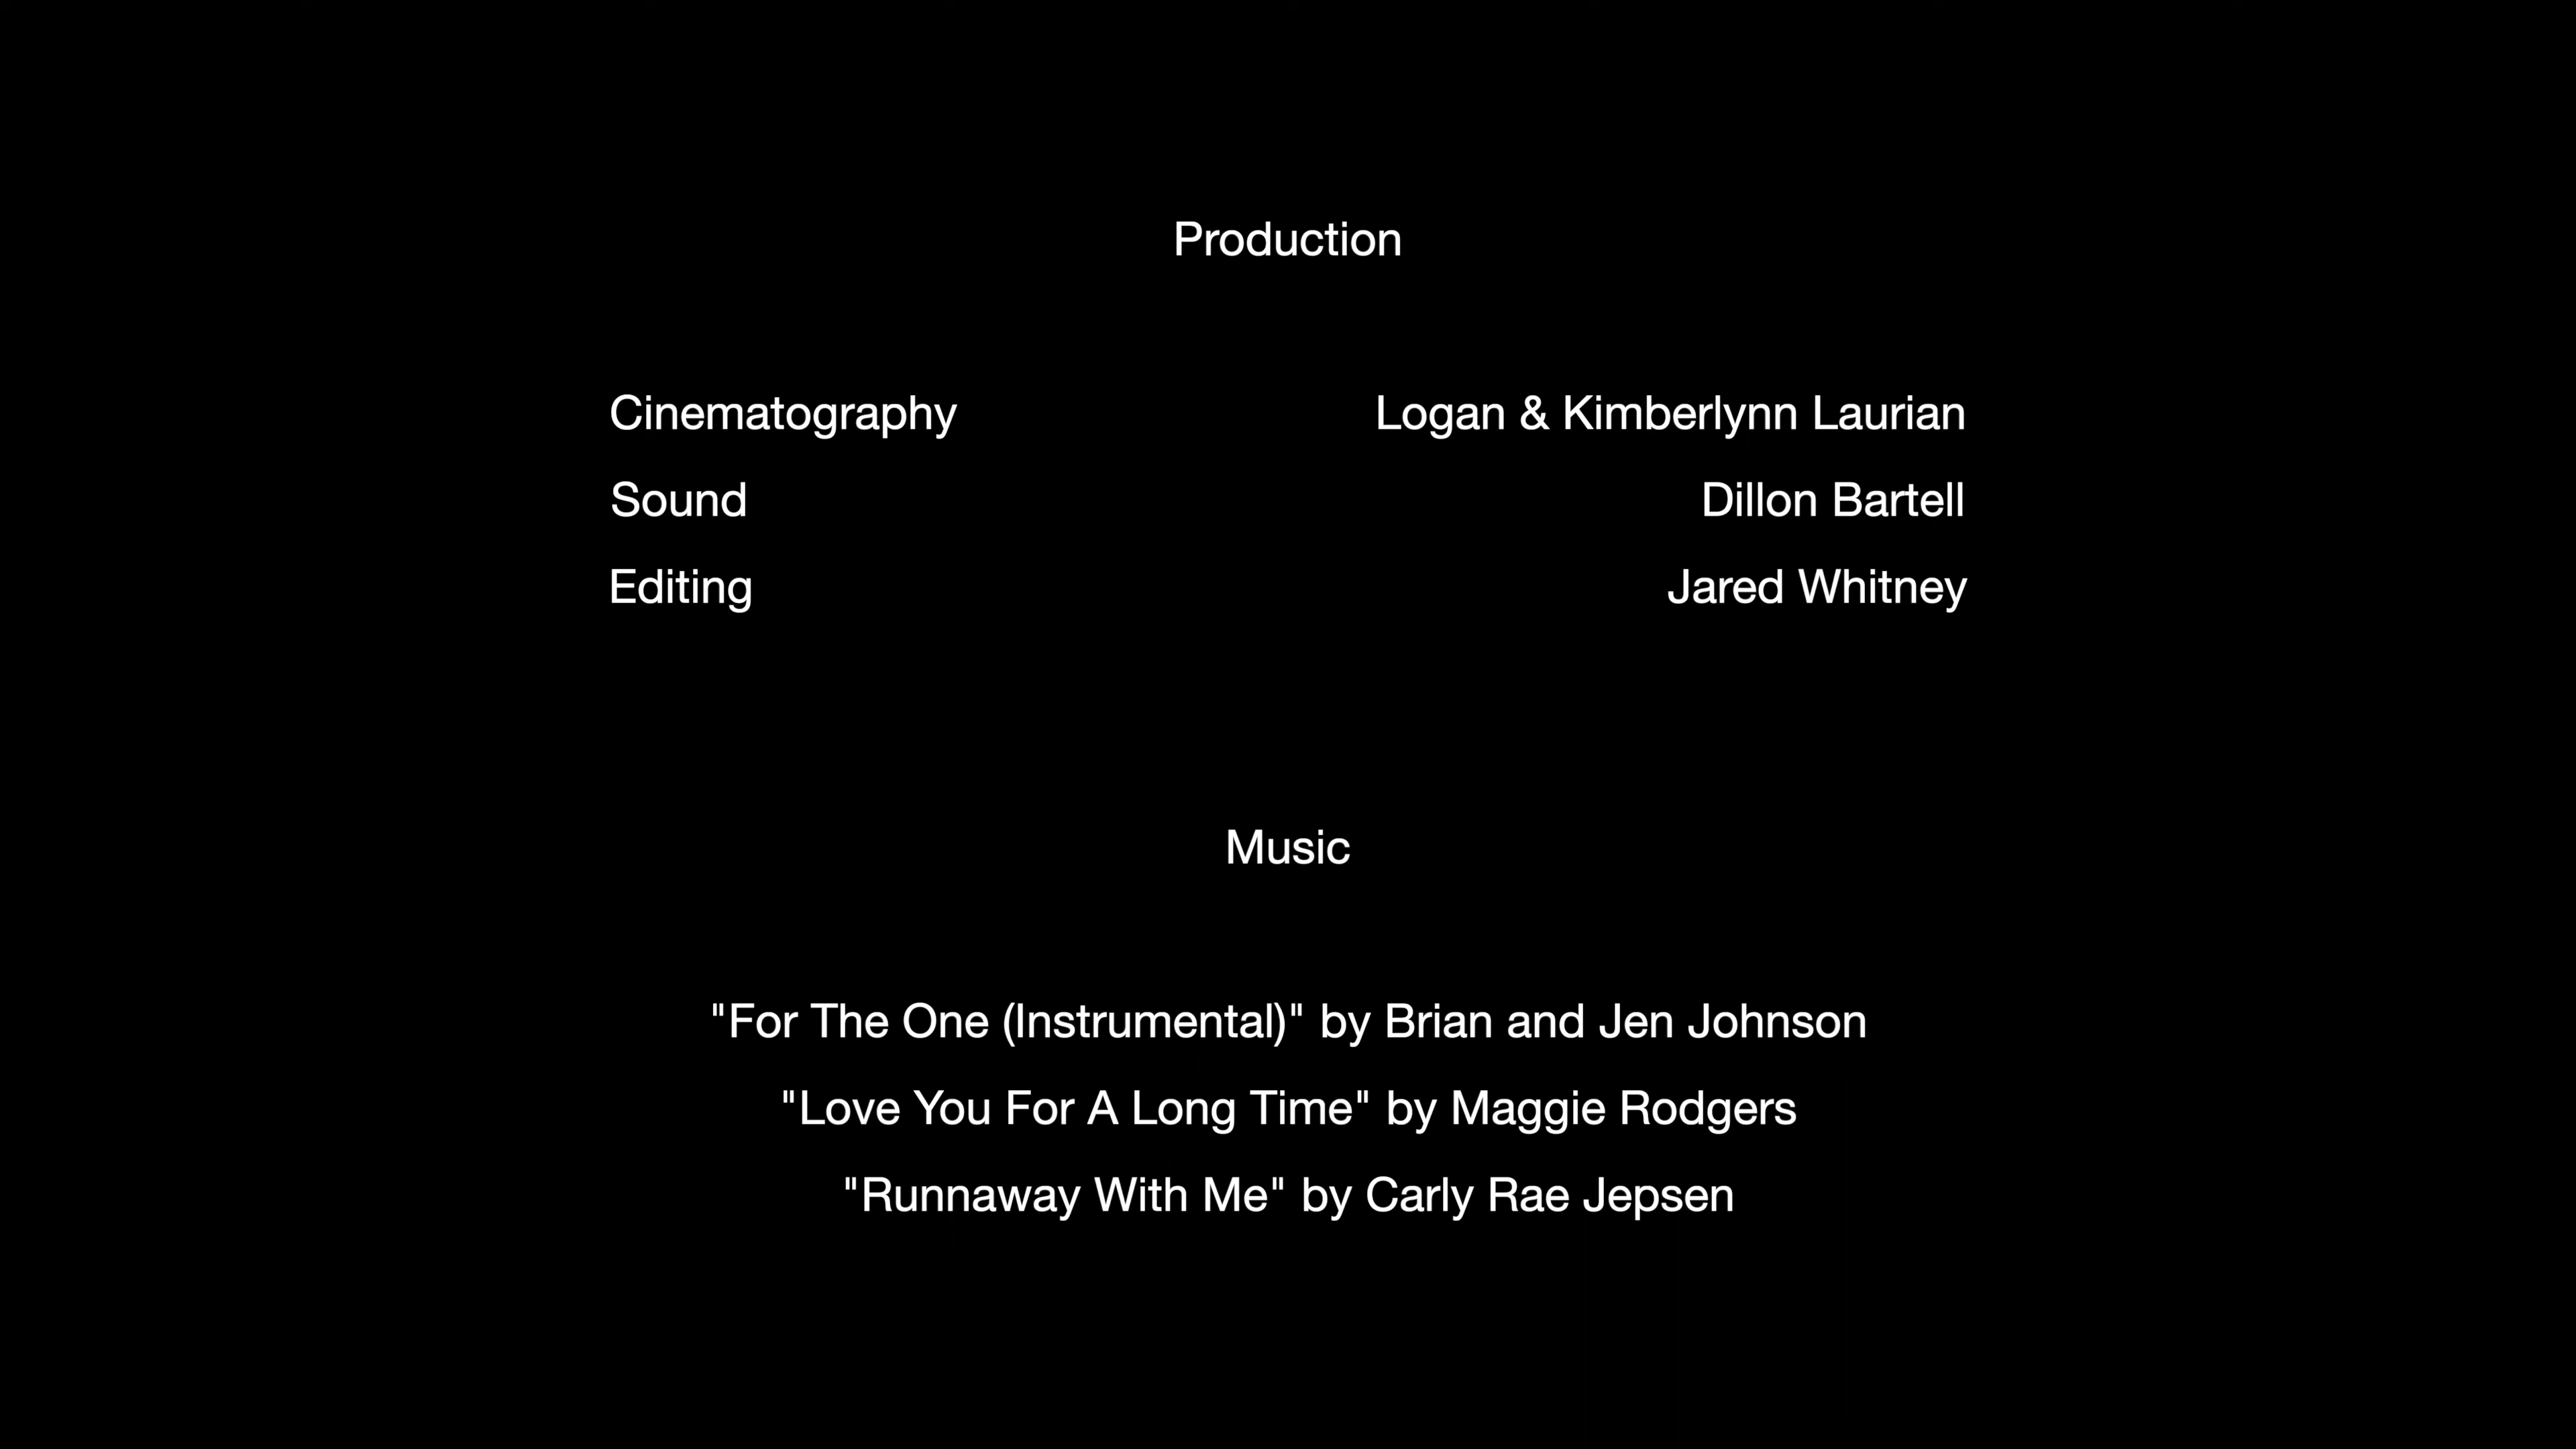 Production
Cinematography Logan & Kimberlynn Laurian
Sound Dillon Bartell
Editing Jared Whitney
Music
"For The One (Instrumental)" by Brian and Jen Johnson
"Love You For A Long Time" by Maggie Rodgers
"Runnaway With Me" by Carly Rae Jepsen